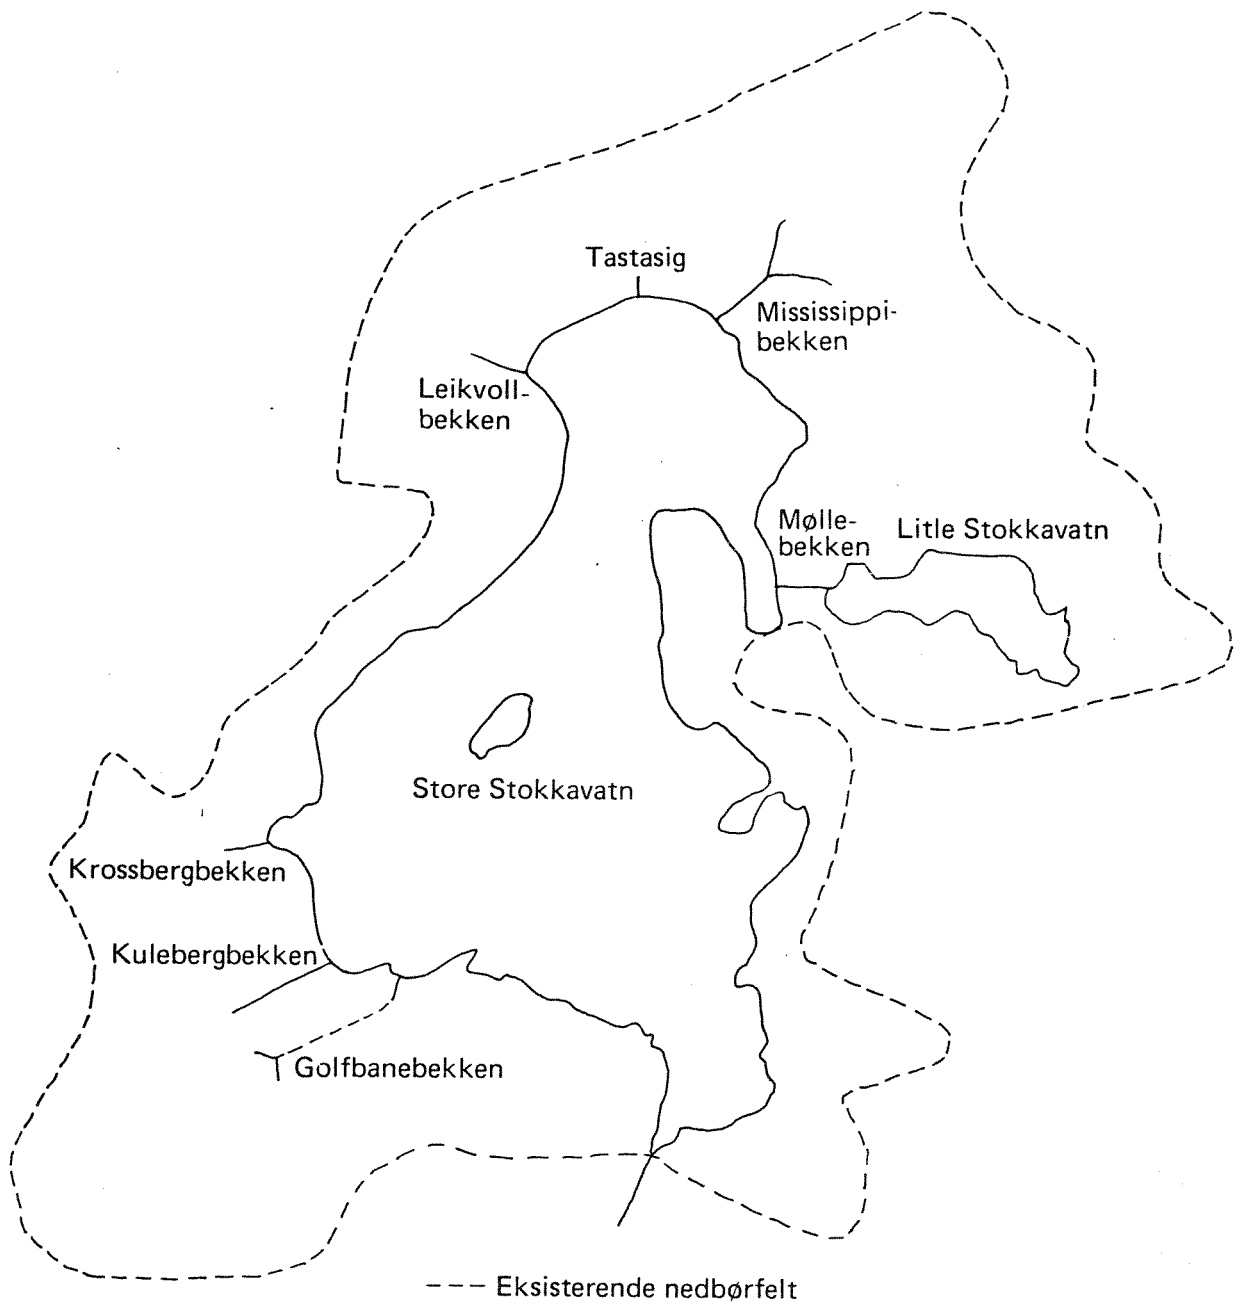 Tastasig
Mississippi-
bekken
Leikvoll-
bekken
Mølle-
bekken
Litle Stokkavatn
Store Stokkavatn
Krossbergbekken
Kulebergbekken
Golfbanebekken
Eksisterende nedbørfelt